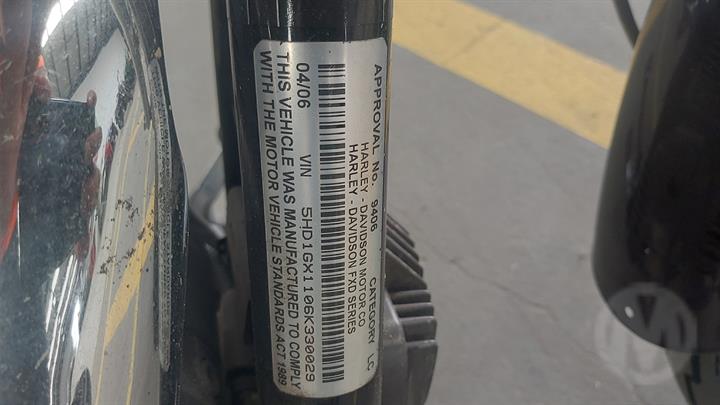 APPROVAL No. 9406 CATEGORY LC
HARLEY - DAVIDSON MOTOR CO
HARLEY - DAVIDSON FXD SERIES
04/06 VIN 5HD1GX1106K330029
THIS VEHICLE WAS MANUFACTURED TO COMPLY
WITH THE MOTOR VEHICLE STANDARDS ACT 1989
M